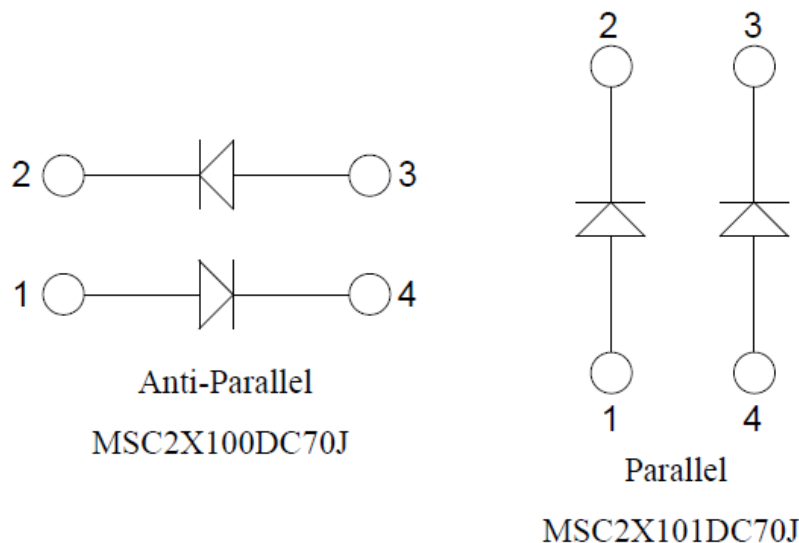 2 3
1 4
Anti-Parallel
MSC2X100DC70J
2 3
1 4
Parallel
MSC2X101DC70J